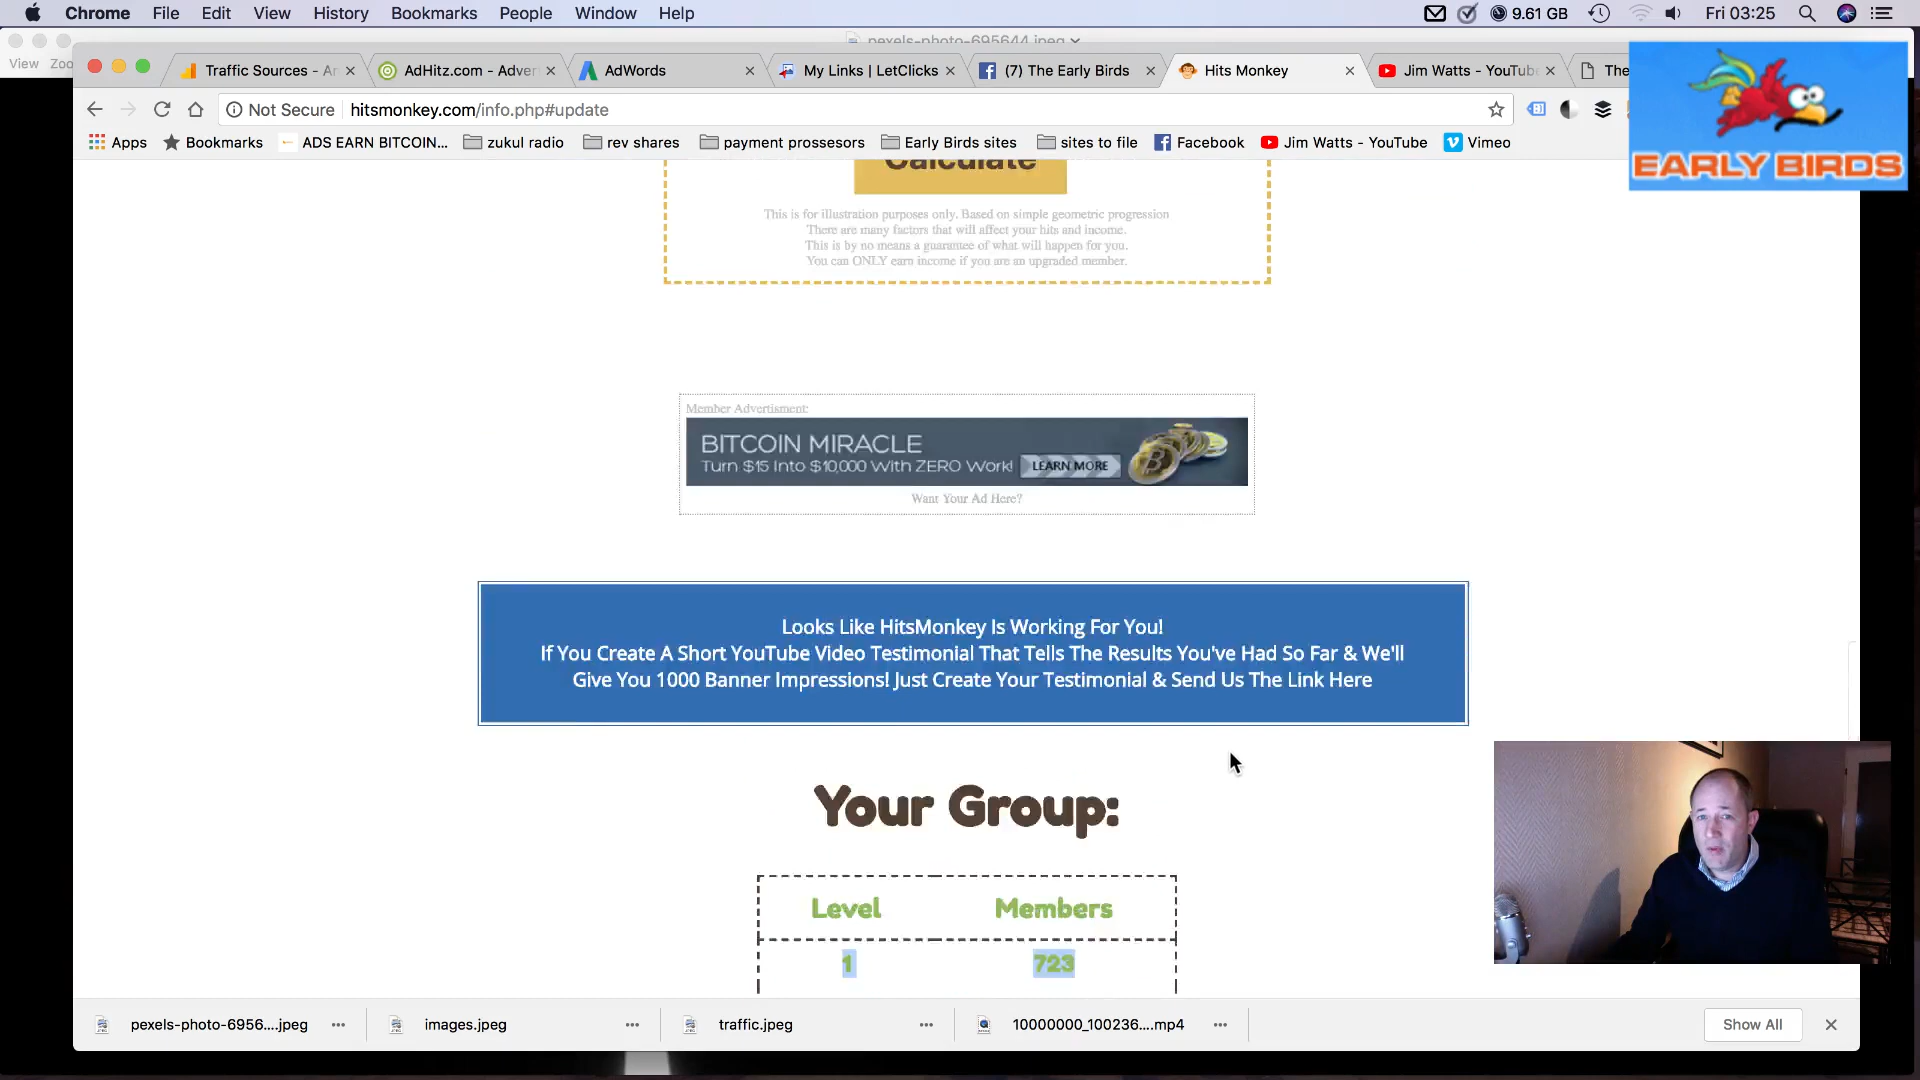 Chrome File Edit View History Bookmarks People Window Help 9.61 GB Fri 03:25
pexels-photo-695644.jpeg
View
Traffic Sources - A AdHitz.com - Adver AdWords My Links | LetClicks (7) The Early Birds Hits Monkey Jim Watts - YouTube The
Not Secure hitsmonkey.com/info.php#update
Apps Bookmarks ADS EARN BITCOIN... zukul radio rev shares payment prossesors Early Birds sites sites to file Facebook Jim Watts - YouTube Vimeo
EARLY BIRDS
Calculate
This is for illustration purposes only. Based on simple geometric progression
There are many factors that will affect your hits and income.
This is by no means a guarantee of what will happen for you.
You can ONLY earn income if you are an upgraded member.
Member Advertisment:
BITCOIN MIRACLE
Turn $15 Into $10,000 With ZERO Work! LEARN MORE
Want Your Ad Here?
Looks Like HitsMonkey Is Working For You!
If You Create A Short YouTube Video Testimonial That Tells The Results You've Had So Far & We'll
Give You 1000 Banner Impressions! Just Create Your Testimonial & Send Us The Link Here
Your Group:
Level Members
1 723
pexels-photo-6956....jpeg images.jpeg traffic.jpeg 10000000_100236....mp4 Show All